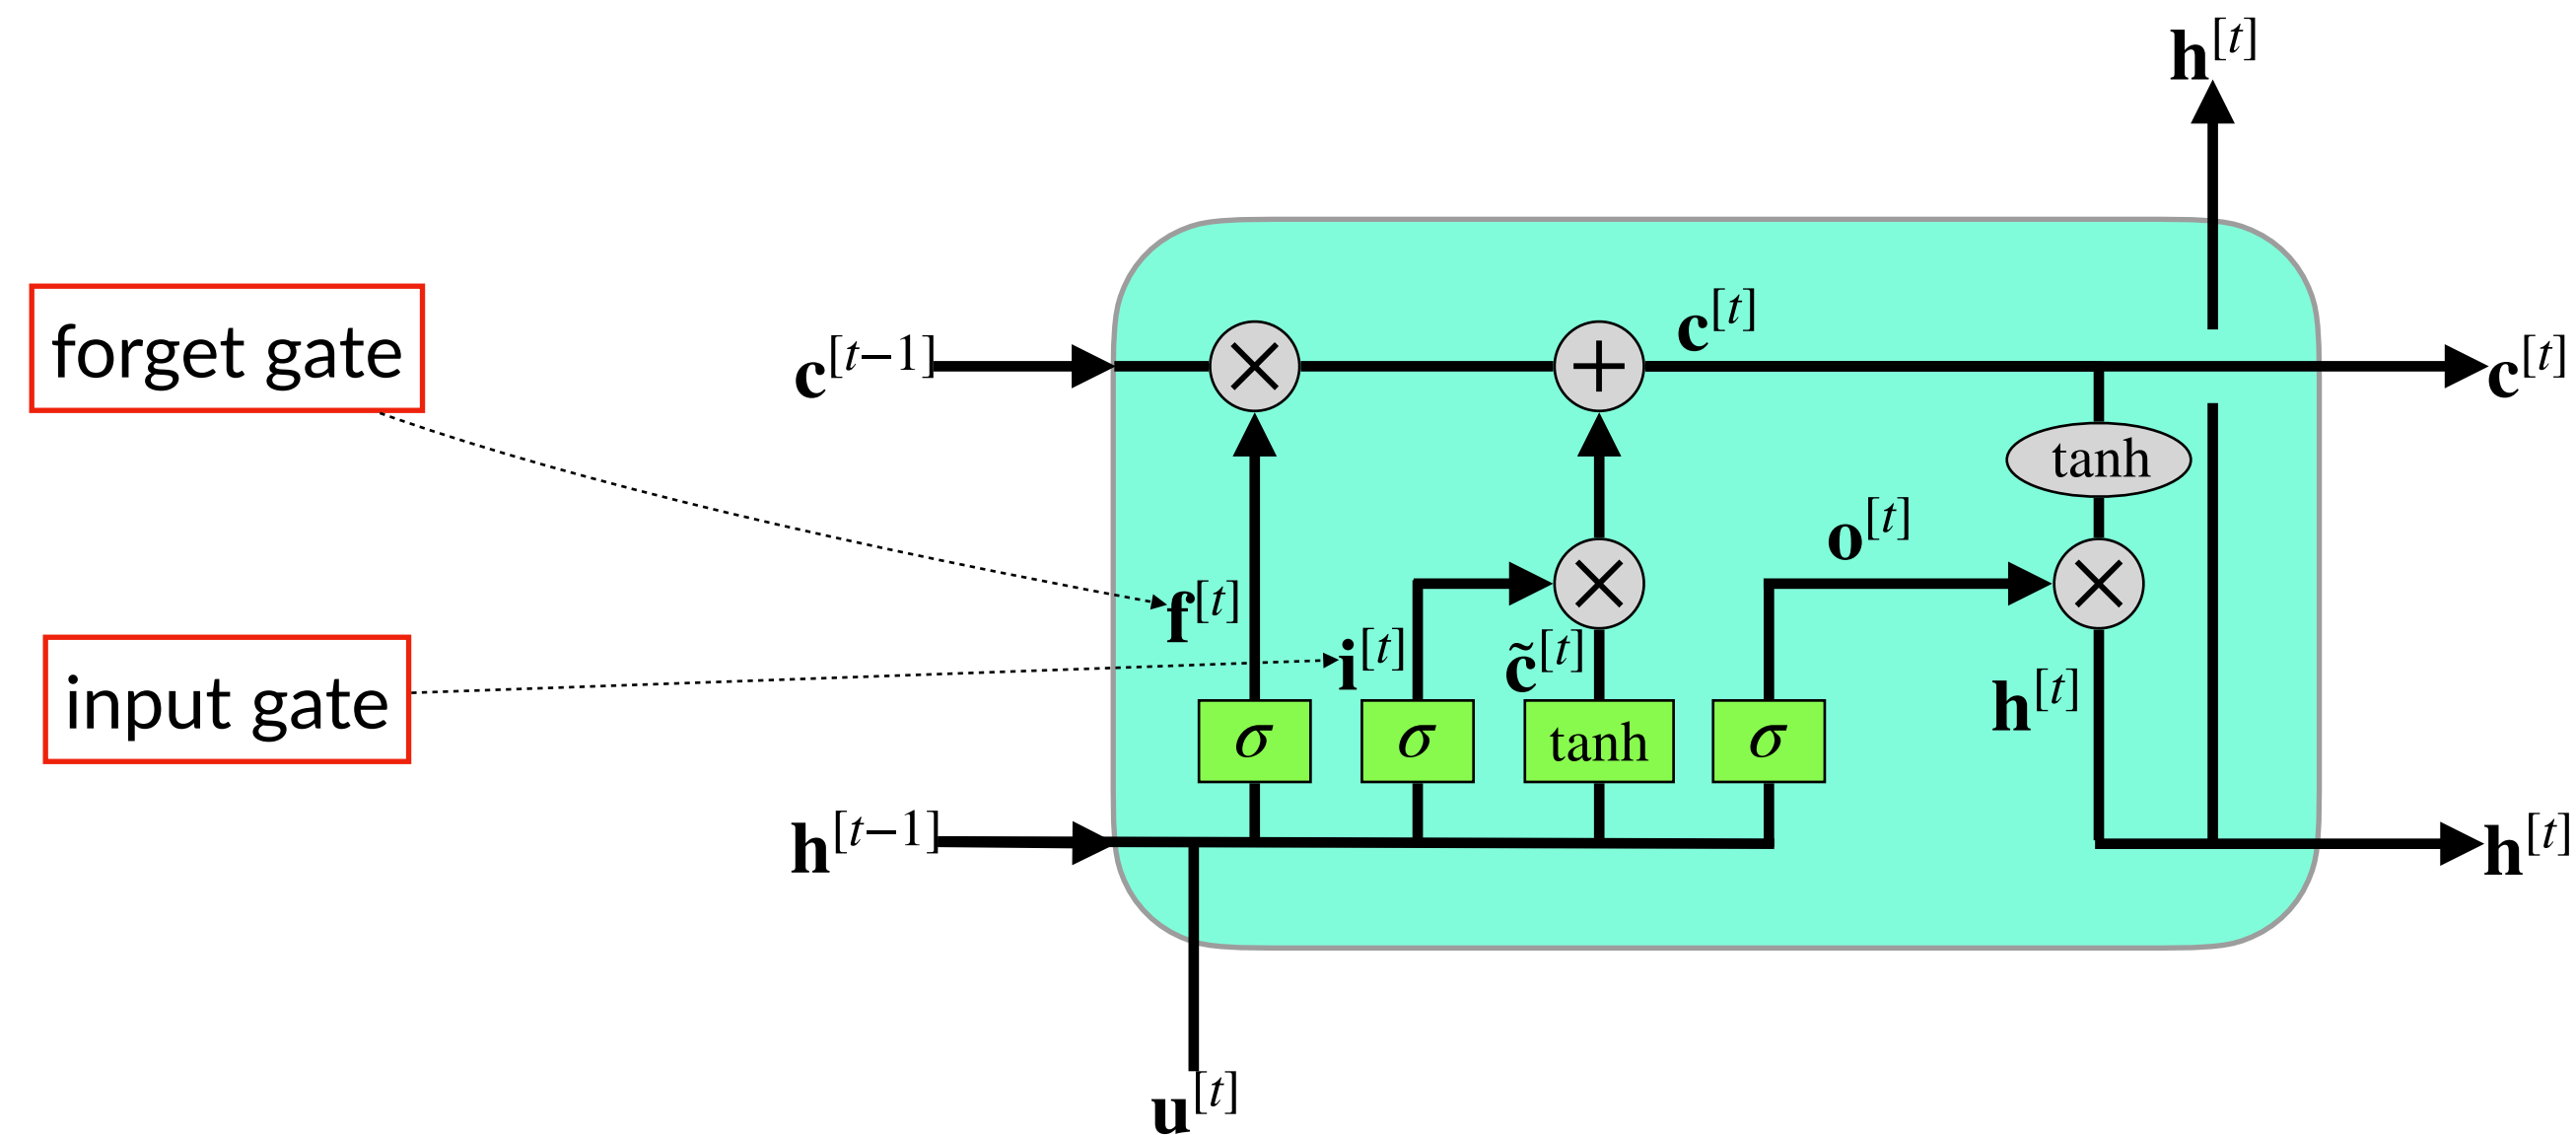 h[t]
forget gate
c[t−1]
×
+
c[t]
c[t]
tanh
o[t]
×
×
f[t]
input gate
i[t]
c̃[t]
h[t]
σ
σ
tanh
σ
h[t−1]
h[t]
u[t]